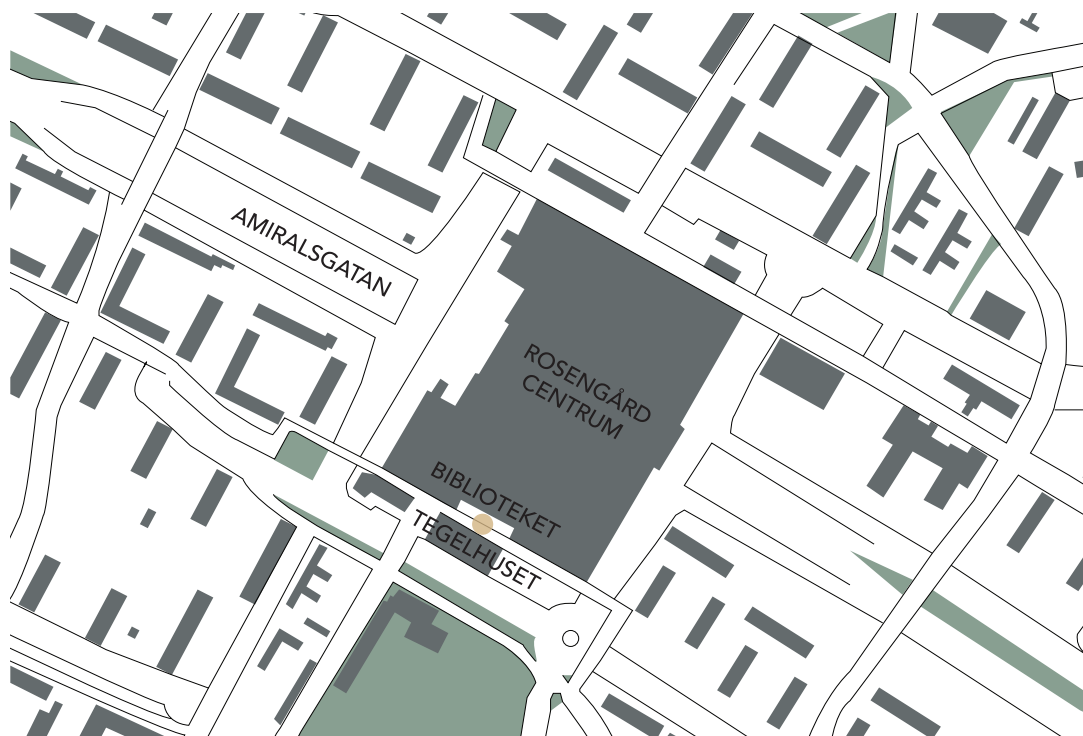 AMIRALSGATAN
ROSENGÅRD
CENTRUM
BIBLIOTEKET
TEGELHUSET